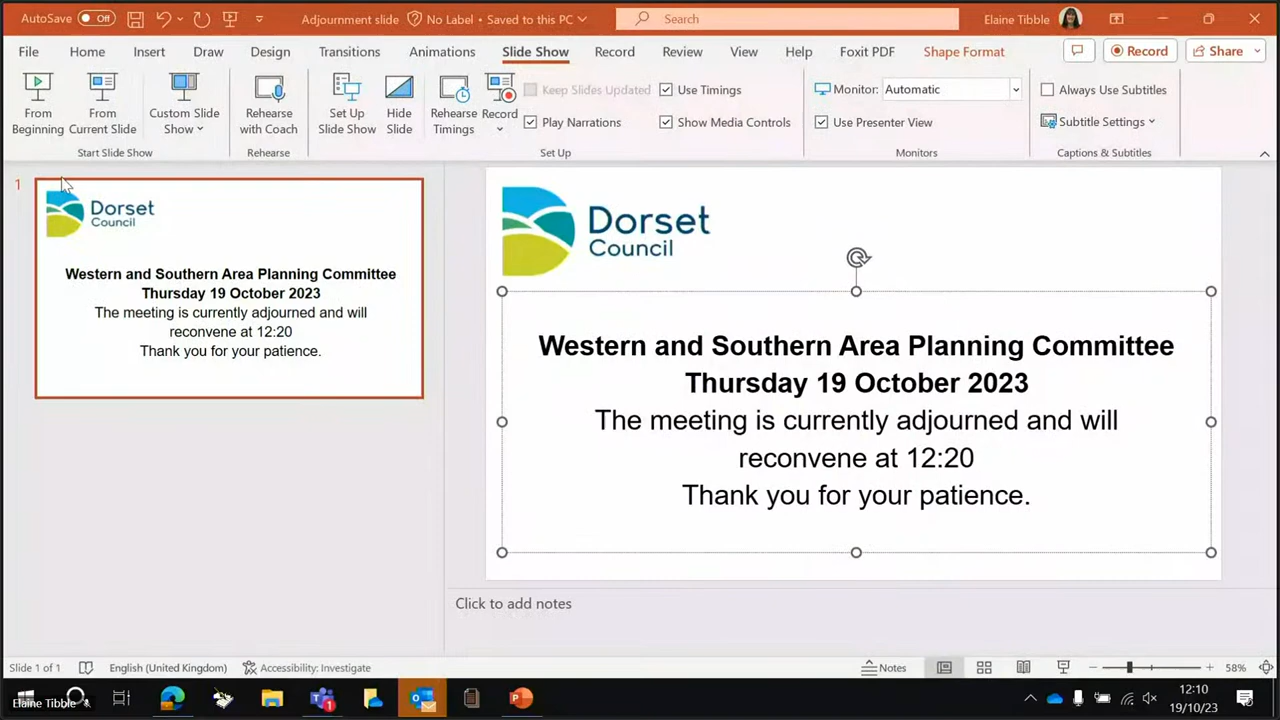 AutoSave Off Adjournment slide No Label • Saved to this PC Search Elaine Tibble
File Home Insert Draw Design Transitions Animations Slide Show Record Review View Help Foxit PDF Shape Format Record Share
From Beginning
From Current Slide
Custom Slide Show
Rehearse with Coach
Set Up Slide Show
Hide Slide
Rehearse Timings
Record
Keep Slides Updated
Use Timings
Play Narrations
Show Media Controls
Monitor: Automatic
Use Presenter View
Always Use Subtitles
Subtitle Settings
Start Slide Show Rehearse Set Up Monitors Captions & Subtitles
1
Dorset
Council
Western and Southern Area Planning Committee
Thursday 19 October 2023
The meeting is currently adjourned and will
reconvene at 12:20
Thank you for your patience.
Dorset
Council
Western and Southern Area Planning Committee
Thursday 19 October 2023
The meeting is currently adjourned and will
reconvene at 12:20
Thank you for your patience.
Click to add notes
Slide 1 of 1 English (United Kingdom) Accessibility: Investigate Notes 58%
Elaine Tibble
1
12:10
19/10/23